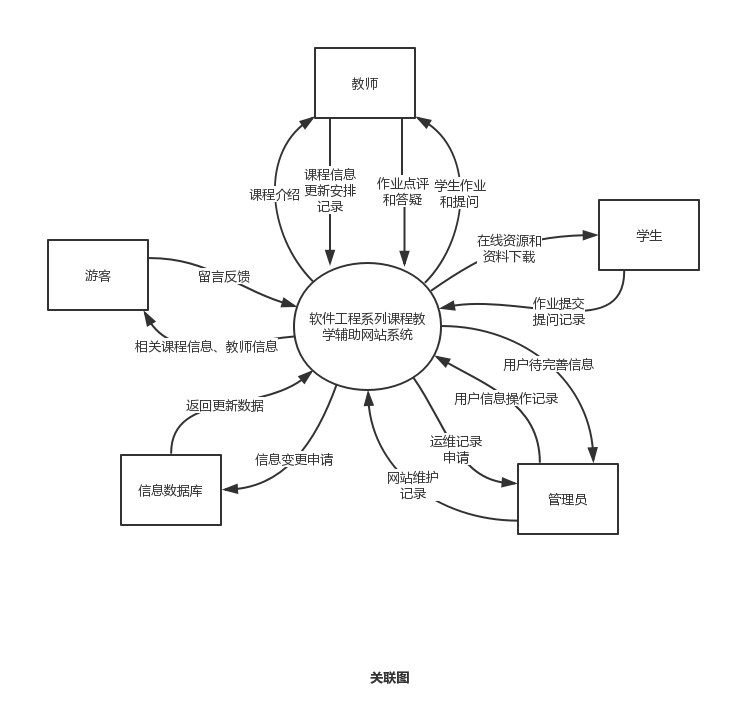 教师
课程介绍
课程信息
更新安排
记录
作业点评
和答疑
学生作业
和提问
学生
在线资源和
资料下载
作业提交
提问记录
游客
留言反馈
相关课程信息、教师信息
软件工程系列课程教
学辅助网站系统
用户待完善信息
用户信息操作记录
返回更新数据
信息变更申请
运维记录
申请
网站维护
记录
信息数据库
管理员
关联图